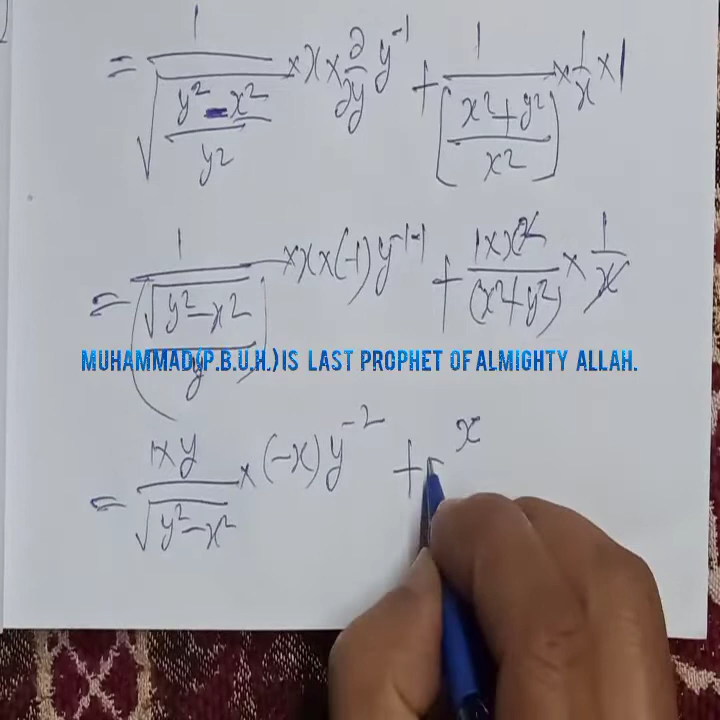 = 1/√((y² - x²)/y²) × x × ∂/∂y y⁻¹ + 1/[(x² + y²)/x²] × 1/x × 1
= 1/(√(y² - x²)/y) × x × (-1) y⁻¹⁻¹ + 1×x²/(x² + y²) × 1/x
MUHAMMAD(P.B.U.H.)IS LAST PROPHET OF ALMIGHTY ALLAH.
= 1×y/√(y² - x²) × (-x) y⁻² + x